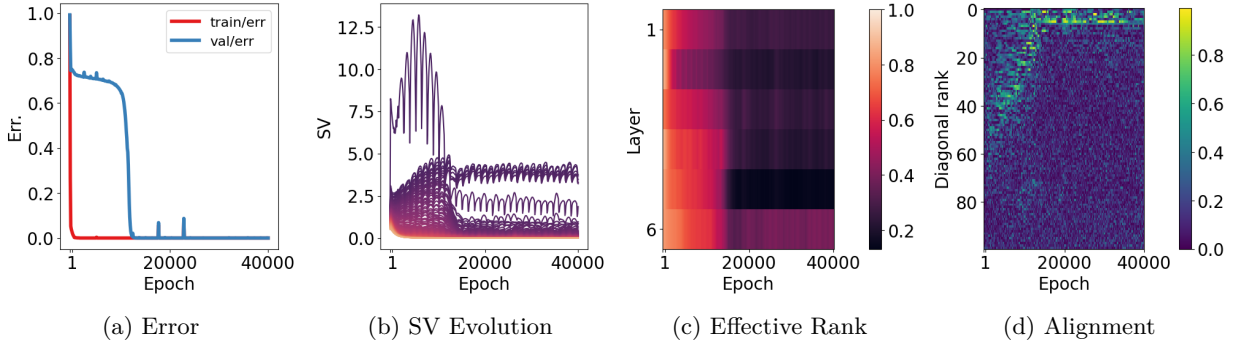 train/err
val/err
1.0
0.8
0.6
0.4
0.2
0.0
Err.
1 20000 40000
Epoch
(a) Error
12.5
10.0
7.5
5.0
2.5
0.0
SV
1 20000 40000
Epoch
(b) SV Evolution
1
6
Layer
1 20000 40000
Epoch
1.0
0.8
0.6
0.4
0.2
(c) Effective Rank
0
20
40
60
80
Diagonal rank
1 20000 40000
Epoch
0.8
0.6
0.4
0.2
0.0
(d) Alignment